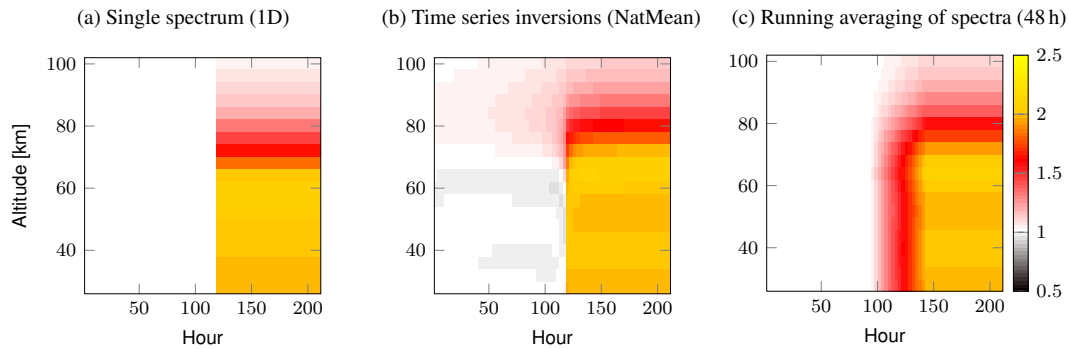 (a) Single spectrum (1D) (b) Time series inversions (NatMean) (c) Running averaging of spectra (48 h)
100 100 100 2.5
80 80 80 2
60 60 60 1.5
40 40 40 1
0.5
Altitude [km]
50 100 150 200 50 100 150 200 50 100 150 200
Hour Hour Hour